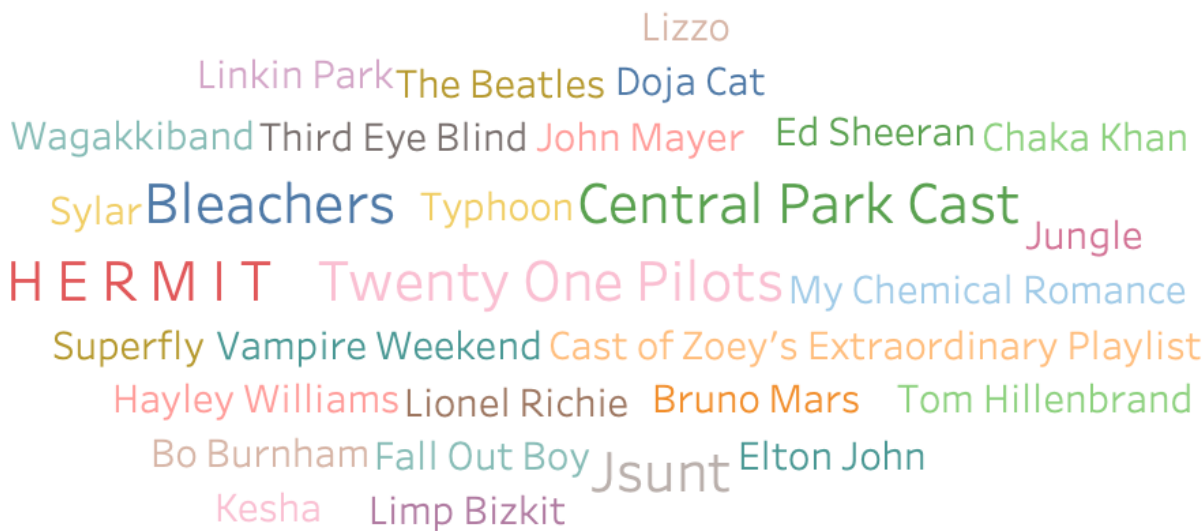 Lizzo
Linkin Park The Beatles Doja Cat
Wagakkiband Third Eye Blind John Mayer Ed Sheeran Chaka Khan
Sylar Bleachers Typhoon Central Park Cast
Jungle
H E R M I T Twenty One Pilots My Chemical Romance
Superfly Vampire Weekend Cast of Zoey’s Extraordinary Playlist
Hayley Williams Lionel Richie Bruno Mars Tom Hillenbrand
Bo Burnham Fall Out Boy Jsunt Elton John
Kesha Limp Bizkit